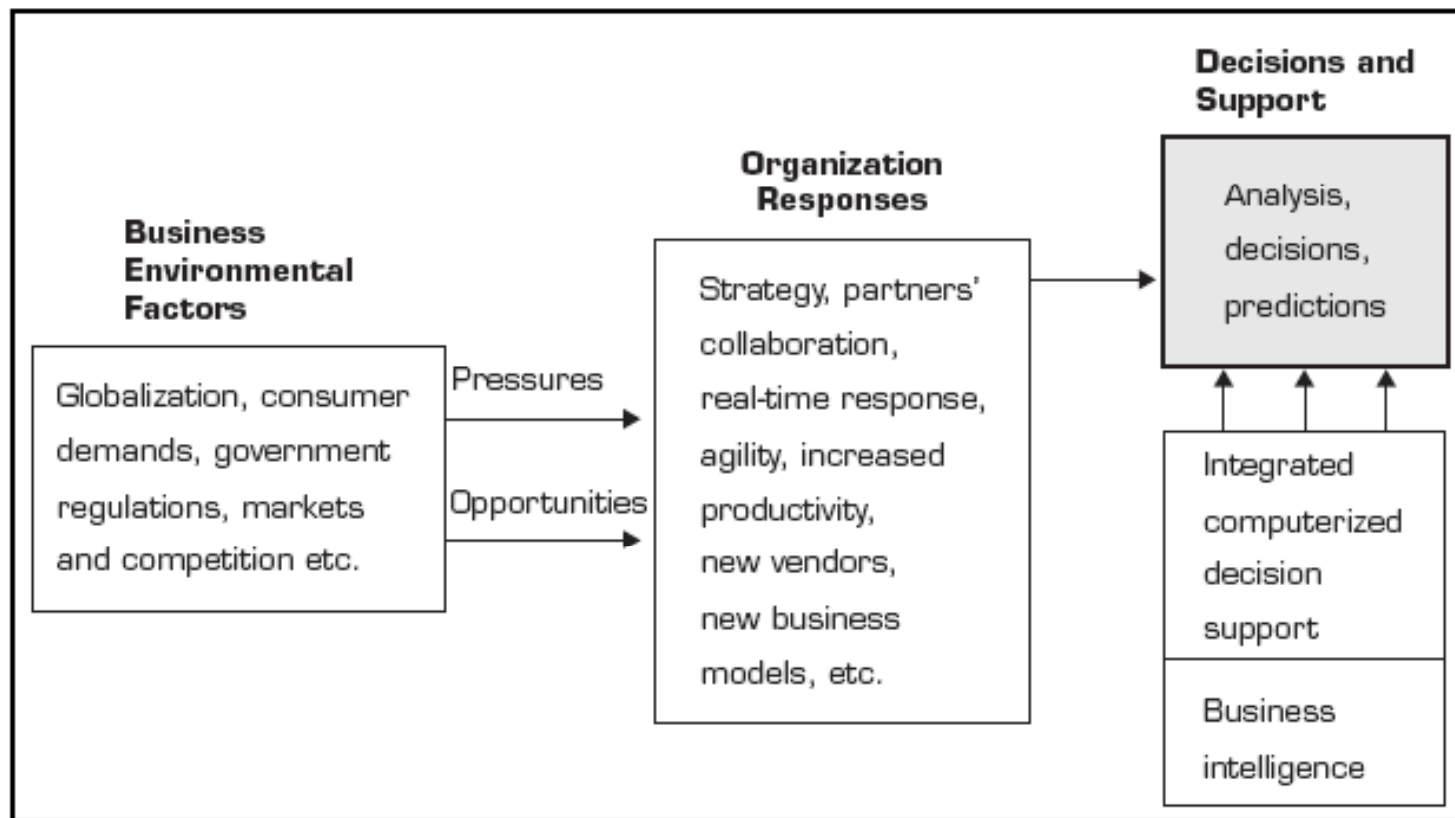 Business
Environmental
Factors
Globalization, consumer
demands, government
regulations, markets
and competition etc.
Pressures
Opportunities
Organization
Responses
Strategy, partners'
collaboration,
real-time response,
agility, increased
productivity,
new vendors,
new business
models, etc.
Decisions and
Support
Analysis,
decisions,
predictions
Integrated
computerized
decision
support
Business
intelligence